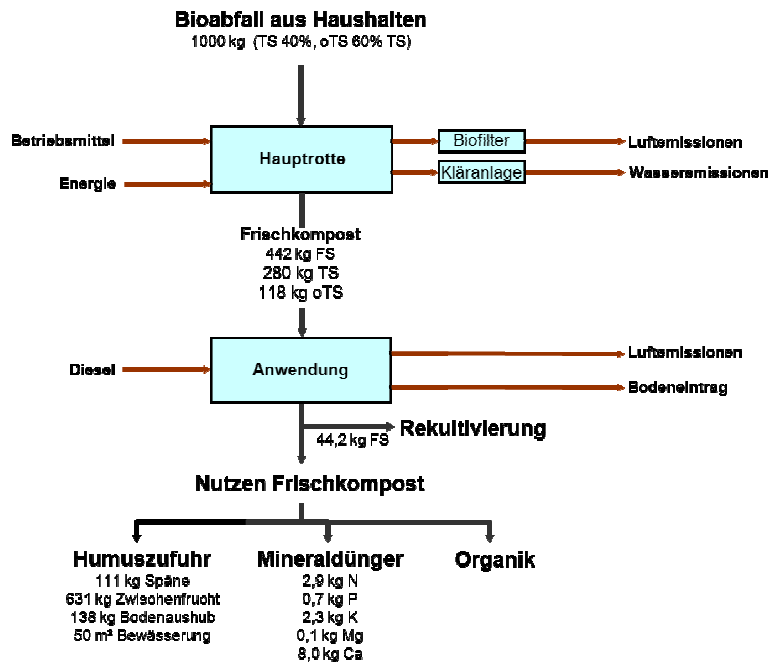 Bioabfall aus Haushalten
1000 kg (TS 40%, oTS 60% TS)
Betriebsmittel
Energie
Hauptrotte
Biofilter
Kläranlage
Luftemissionen
Wasseremissionen
Frischkompost
442 kg FS
280 kg TS
118 kg oTS
Diesel
Anwendung
Luftemissionen
Bodeneintrag
44,2 kg FS
Rekultivierung
Nutzen Frischkompost
Humuszufuhr
111 kg Späne
631 kg Zwischenfrucht
138 kg Bodenaushub
50 m² Bewässerung
Mineraldünger
2,9 kg N
0,7 kg P
2,3 kg K
0,1 kg Mg
8,0 kg Ca
Organik